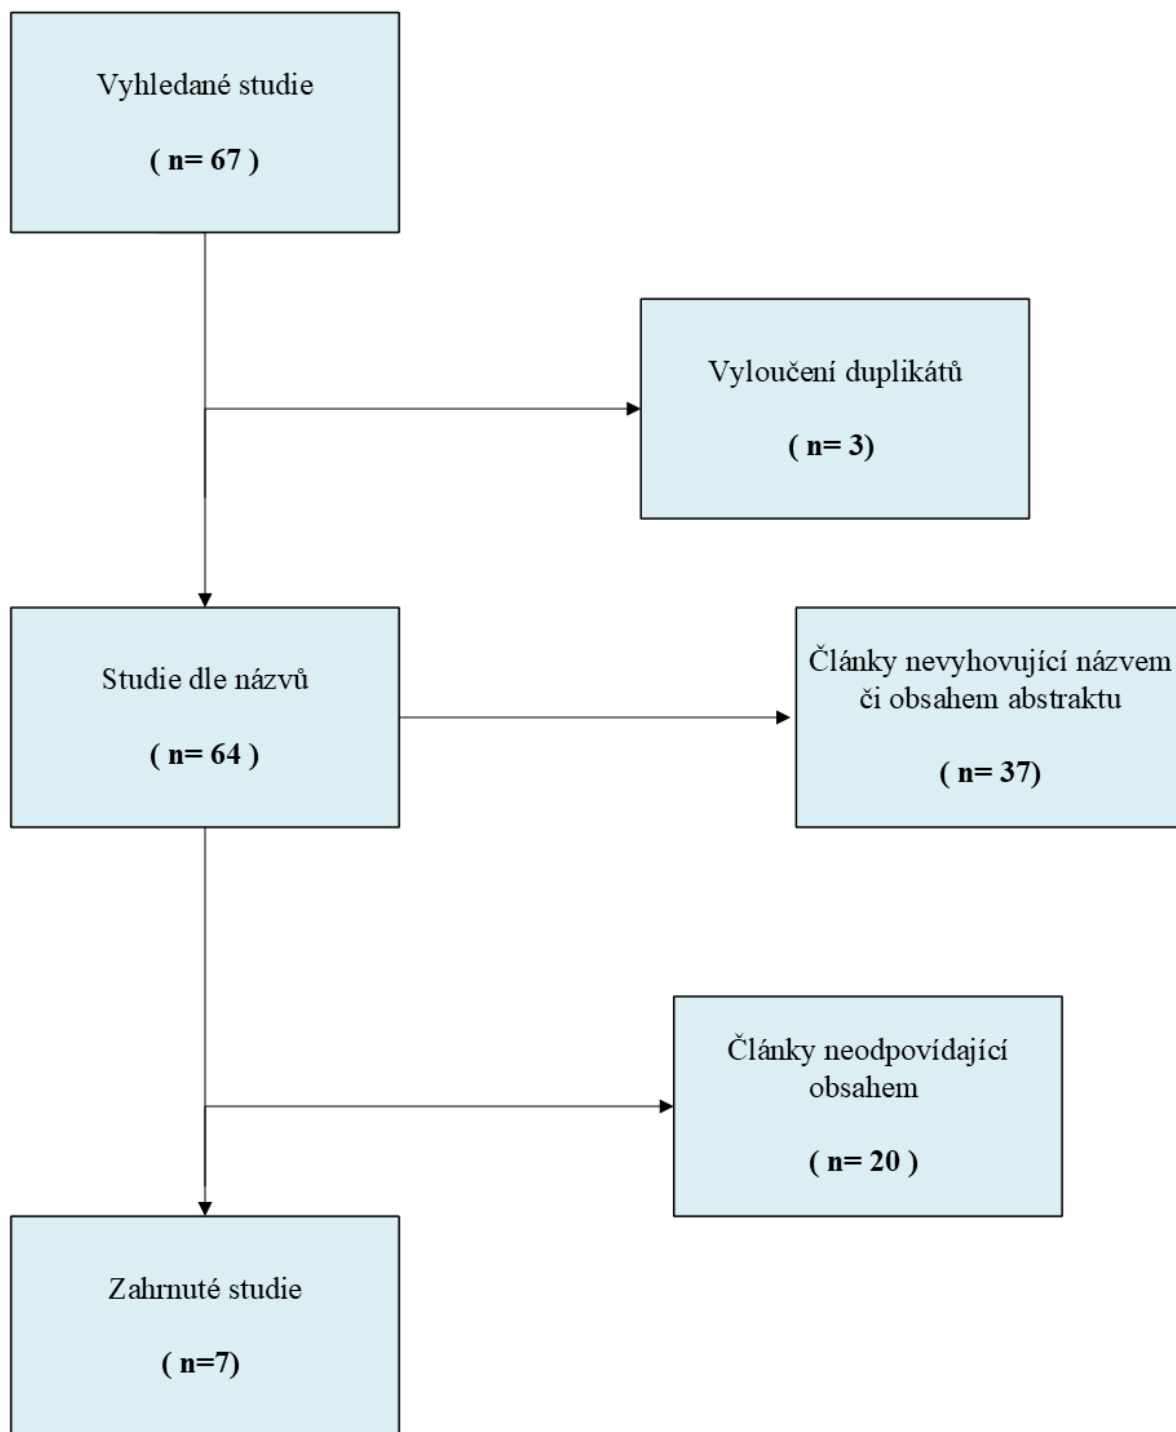 Vyhledané studie
( n= 67 )
Vyloučení duplikátů
( n= 3)
Studie dle názvů
( n= 64 )
Články nevyhovující názvem
či obsahem abstraktu
( n= 37)
Články neodpovídající
obsahem
( n= 20 )
Zahrnuté studie
( n=7)